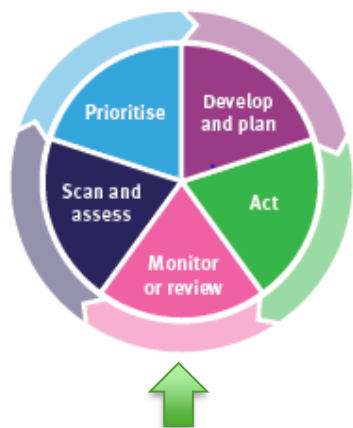 Prioritise
Develop
and plan
Scan and
assess
Act
Monitor
or review